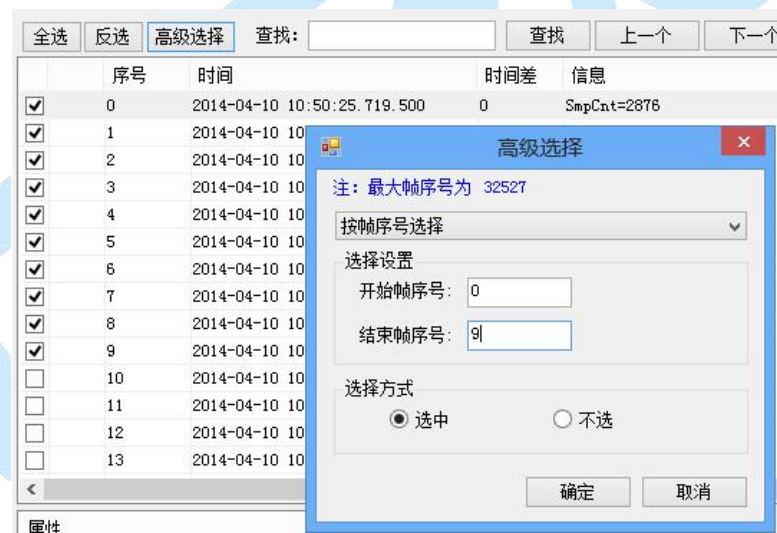 全选 反选 高级选择 查找： 查找 上一个 下一个
序号 时间 时间差 信息
0 2014-04-10 10:50:25.719.500 0 SmpCnt=2876
1 2014-04-10 10
2 2014-04-10 10
3 2014-04-10 10
4 2014-04-10 10
5 2014-04-10 10
6 2014-04-10 10
7 2014-04-10 10
8 2014-04-10 10
9 2014-04-10 10
10 2014-04-10 10
11 2014-04-10 10
12 2014-04-10 10
13 2014-04-10 10
高级选择
注：最大帧序号为 32527
按帧序号选择
选择设置
开始帧序号: 0
结束帧序号: 9
选择方式
选中 不选
确定 取消
属性